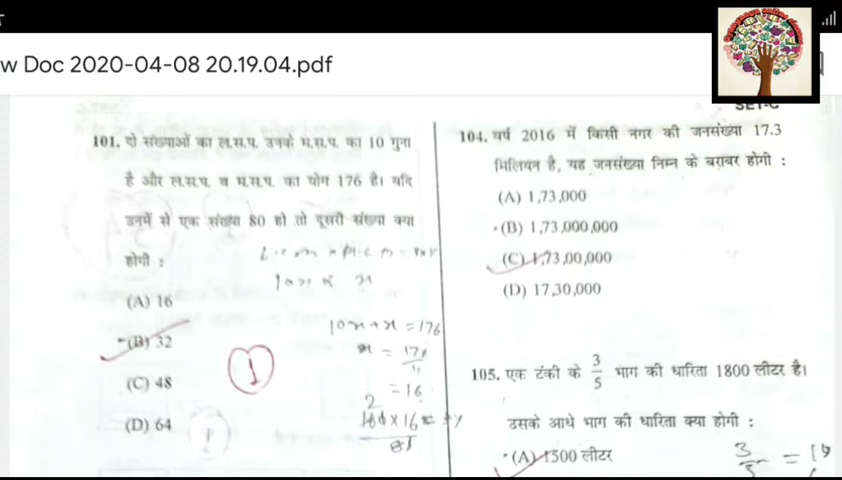 w Doc 2020-04-08 20.19.04.pdf
SET-C
101. दो संख्याओं का ल.स.प. उनके म.स.प. का 10 गुना
है और ल.स.प. व म.स.प. का योग 176 है। यदि
उनमें से एक संख्या 80 हो तो दूसरी संख्या क्या
होगी :
(A) 16
(B) 32
(C) 48
(D) 64
10x + x = 176
= 16
1
104. वर्ष 2016 में किसी नगर की जनसंख्या 17.3
मिलियन है, यह जनसंख्या निम्न के बराबर होगी :
(A) 1,73,000
(B) 1,73,000,000
(C) 1,73,00,000
(D) 17,30,000
105. एक टंकी के 3/5 भाग की धारिता 1800 लीटर है।
उसके आधे भाग की धारिता क्या होगी :
(A) 1500 लीटर